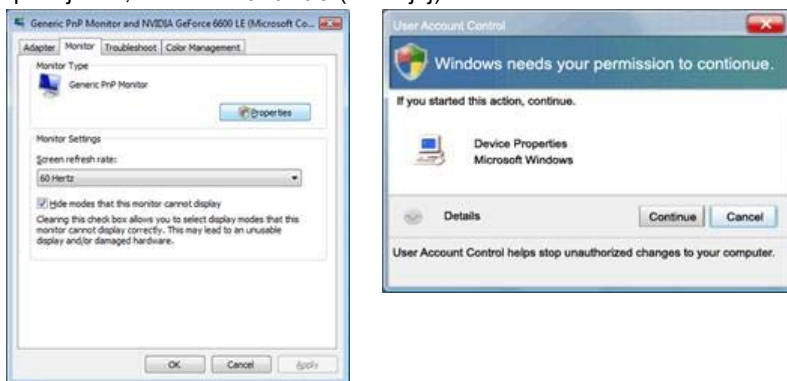 Generic PnP Monitor and NVIDIA GeForce 6600 LE (Microsoft Co...
Adapter Monitor Troubleshoot Color Management
Monitor Type
Generic PnP Monitor
Properties
Monitor Settings
Screen refresh rate:
60 Hertz
Hide modes that this monitor cannot display
Clearing this check box allows you to select display modes that this
monitor cannot display correctly. This may lead to an unusable
display and/or damaged hardware.
OK Cancel Apply
User Account Control
Windows needs your permission to contionue.
If you started this action, continue.
Device Properties
Microsoft Windows
Details Continue Cancel
User Account Control helps stop unauthorized changes to your computer.